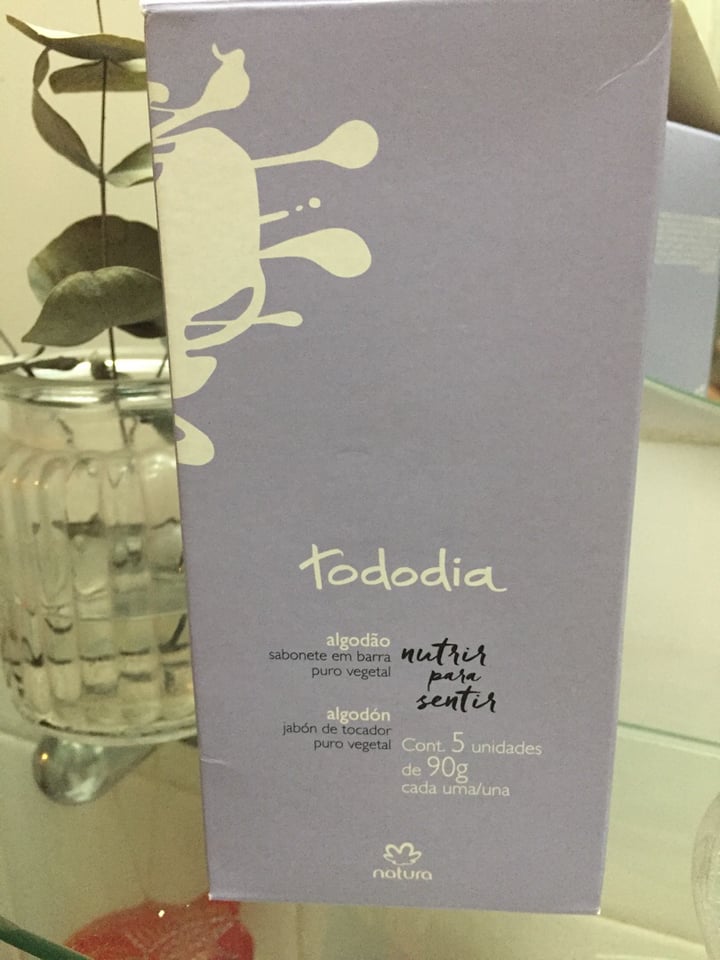 tododia
algodão
sabonete em barra
puro vegetal
nutrir
para
sentir
algodón
jabón de tocador
puro vegetal
Cont. 5 unidades
de 90g
cada uma/una
natura